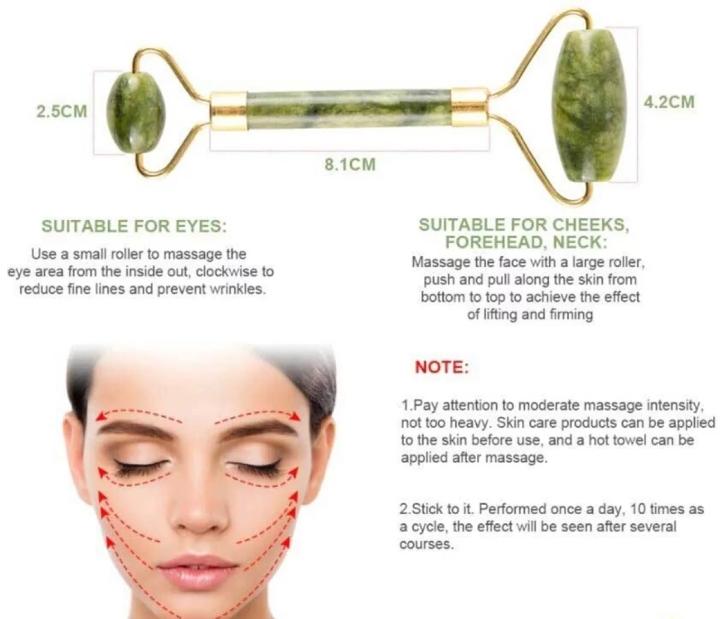 2.5CM
4.2CM
8.1CM
SUITABLE FOR EYES:
Use a small roller to massage the
eye area from the inside out, clockwise to
reduce fine lines and prevent wrinkles.
SUITABLE FOR CHEEKS,
FOREHEAD, NECK:
Massage the face with a large roller,
push and pull along the skin from
bottom to top to achieve the effect
of lifting and firming
NOTE:
1.Pay attention to moderate massage intensity,
not too heavy. Skin care products can be applied
to the skin before use, and a hot towel can be
applied after massage.
2.Stick to it. Performed once a day, 10 times as
a cycle, the effect will be seen after several
courses.